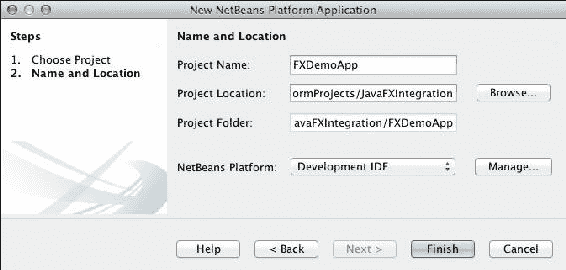 New NetBeans Platform Application
Steps
1. Choose Project
2. Name and Location
Name and Location
Project Name: FXDemoApp
Project Location: ormProjects/JavaFXIntegration Browse...
Project Folder: avaFXIntegration/FXDemoApp
NetBeans Platform: Development IDE Manage...
Help < Back Next > Finish Cancel